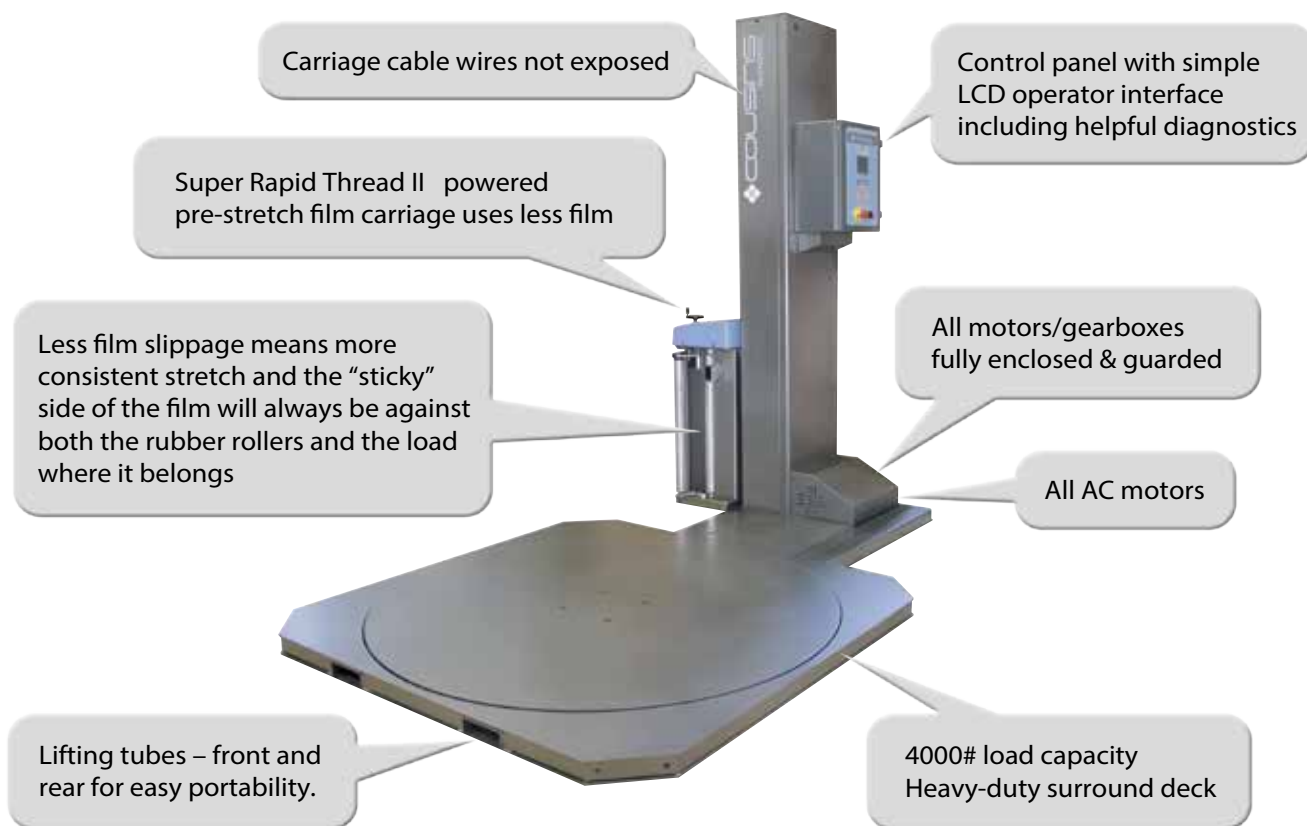 Carriage cable wires not exposed
Control panel with simple
LCD operator interface
including helpful diagnostics
Super Rapid Thread II powered
pre-stretch film carriage uses less film
cousins
Less film slippage means more
consistent stretch and the “sticky”
side of the film will always be against
both the rubber rollers and the load
where it belongs
All motors/gearboxes
fully enclosed & guarded
All AC motors
Lifting tubes – front and
rear for easy portability.
4000# load capacity
Heavy-duty surround deck